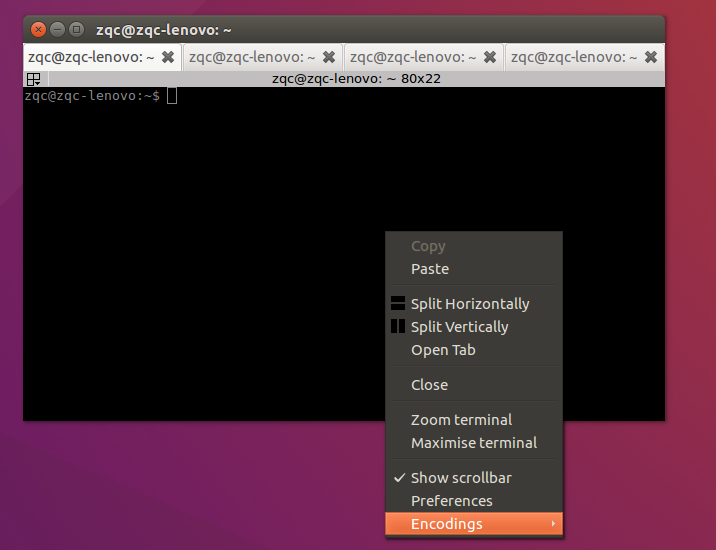 zqc@zqc-lenovo: ~
zqc@zqc-lenovo: ~ zqc@zqc-lenovo: ~ zqc@zqc-lenovo: ~ zqc@zqc-lenovo: ~
zqc@zqc-lenovo: ~ 80x22
zqc@zqc-lenovo:~$
Copy
Paste
Split Horizontally
Split Vertically
Open Tab
Close
Zoom terminal
Maximise terminal
Show scrollbar
Preferences
Encodings